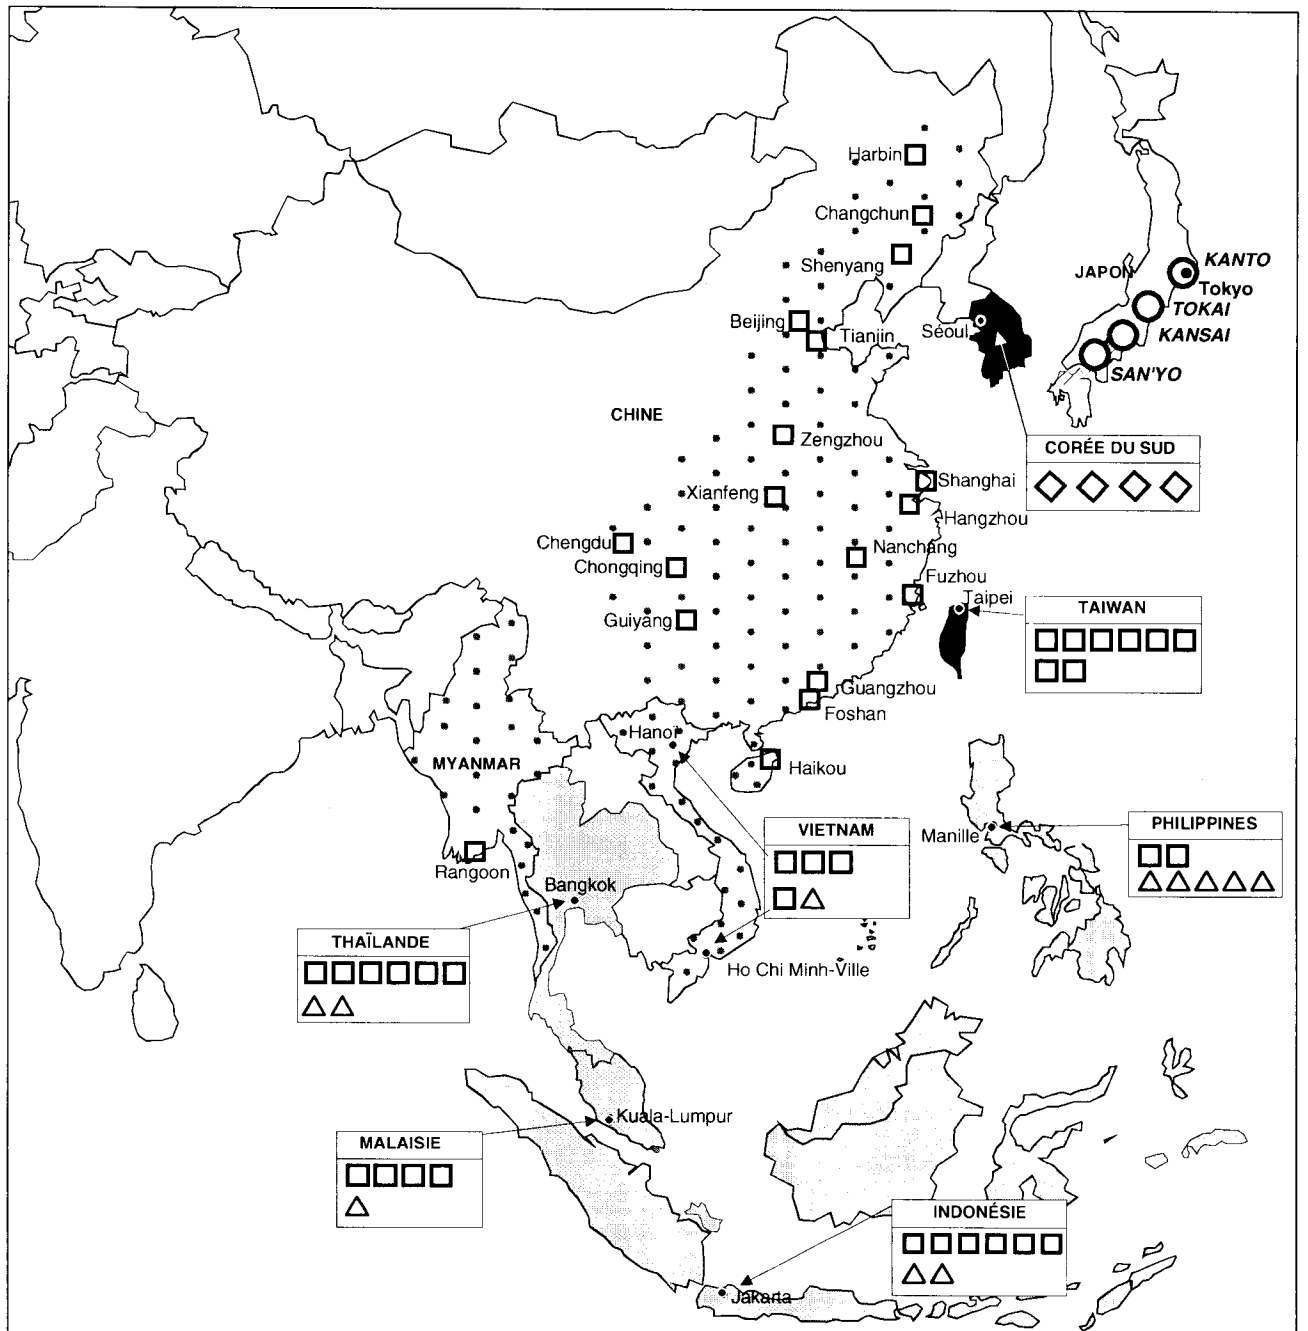 Harbin
Changchun
Shenyang
JAPON
KANTO
Tokyo
TOKAI
KANSAI
SAN'YO
Beijing
Tianjin
Séoul
CHINE
Zengzhou
CORÉE DU SUD
Xianfeng
Shanghai
Hangzhou
Chengdu
Chongqing
Nanchang
Fuzhou
Taipei
TAIWAN
Guiyang
Guangzhou
Foshan
Hanoï
MYANMAR
Haikou
Rangoon
VIETNAM
Manille
PHILIPPINES
Bangkok
THAÏLANDE
Ho Chi Minh-Ville
Kuala-Lumpur
MALAISIE
INDONÉSIE
Jakarta